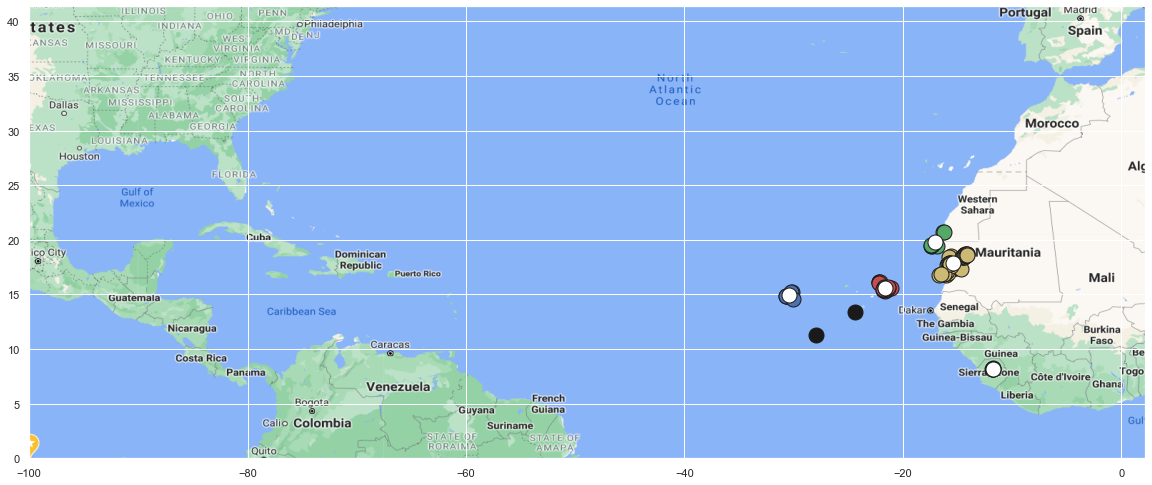 40
35
30
25
20
15
10
5
0
−100
−80
−60
−40
−20
0
tates
ILLINOIS
OHIO
PENN
INDIANA
Philadelphia
MD
DE
NJ
KANSAS
MISSOURI
WEST
VIRGINIA
KENTUCKY
VIRGINIA
OKLAHOMA
TENNESSEE
NORTH
CAROLINA
ARKANSAS
MISSISSIPPI
SOUTH
CAROLINA
Dallas
ALABAMA
GEORGIA
EXAS
LOUISIANA
Houston
FLORIDA
Gulf of
Mexico
ico City
Cuba
Dominican
Republic
Puerto Rico
Guatemala
Caribbean Sea
Nicaragua
Costa Rica
Panama
Caracas
Venezuela
Bogota
Cali
Colombia
Guyana
French
Guiana
Suriname
STATE OF
RORAIMA
STATE OF
AMAPA
Quito
North
Atlantic
Ocean
Portugal
Madrid
Spain
Morocco
Alg
Western
Sahara
Mauritania
Mali
Dakar
Senegal
The Gambia
Guinea-Bissau
Burkina
Faso
Guinea
Be
Sierra
one
Côte d'Ivoire
Togo
Ghana
Liberia
Gulf